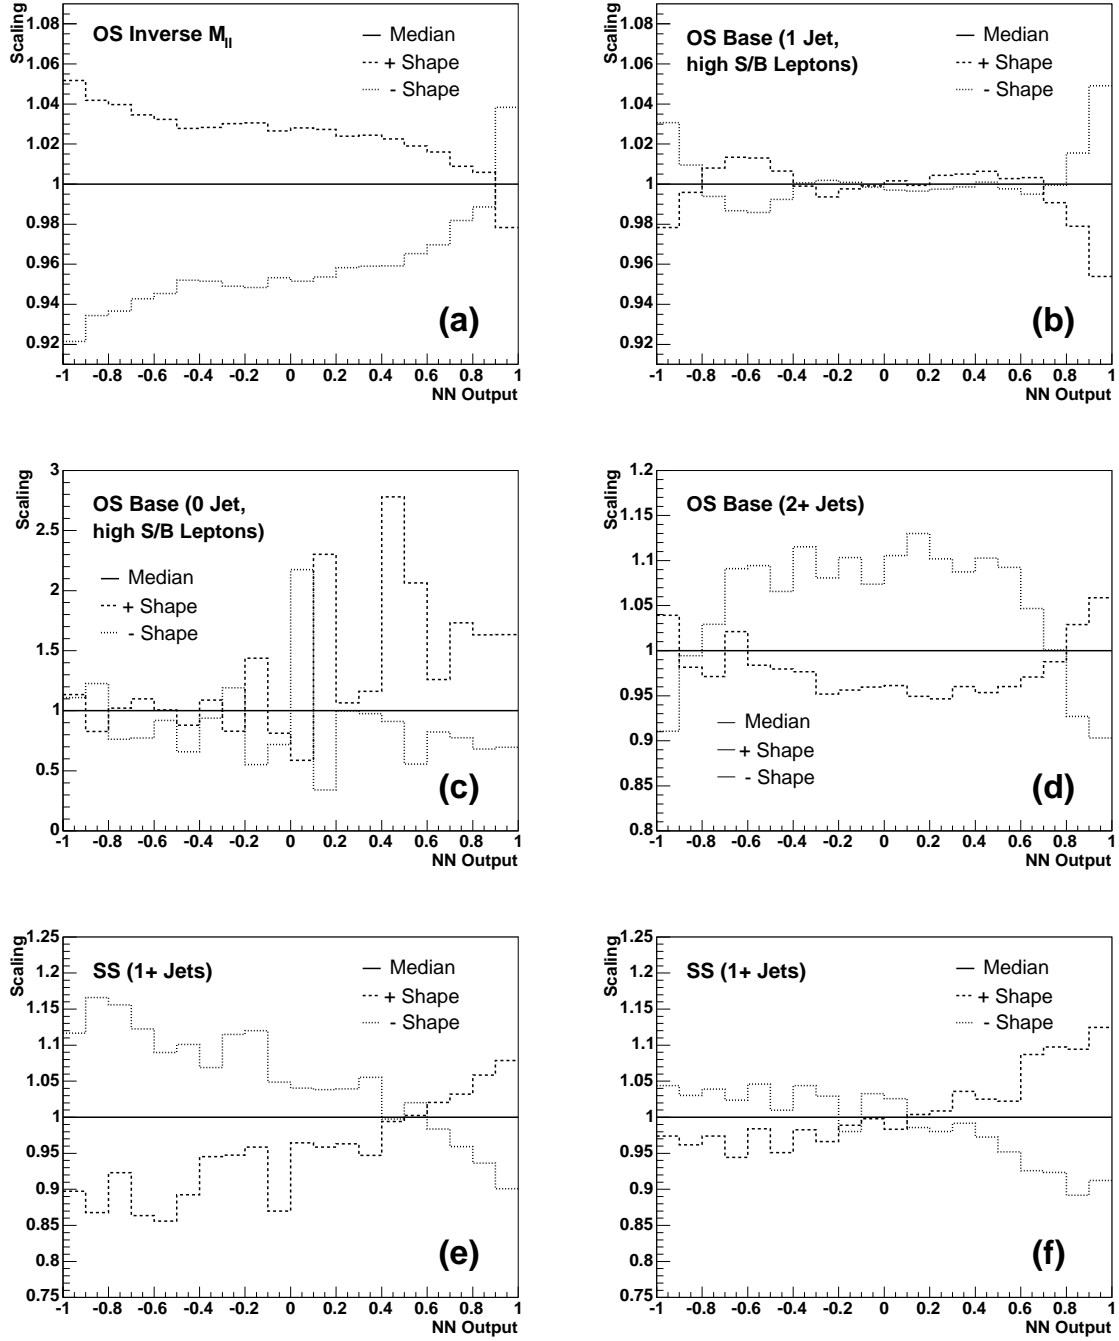 Scaling
1.08
1.06
1.04
1.02
1
0.98
0.96
0.94
0.92
OS Inverse M_ll
Median
+ Shape
- Shape
(a)
-1 -0.8 -0.6 -0.4 -0.2 0 0.2 0.4 0.6 0.8 1
NN Output
Scaling
1.08
1.06
1.04
1.02
1
0.98
0.96
0.94
0.92
OS Base (1 Jet,
high S/B Leptons)
Median
+ Shape
- Shape
(b)
-1 -0.8 -0.6 -0.4 -0.2 0 0.2 0.4 0.6 0.8 1
NN Output
Scaling
3
2.5
2
1.5
1
0.5
0
OS Base (0 Jet,
high S/B Leptons)
Median
+ Shape
- Shape
(c)
-1 -0.8 -0.6 -0.4 -0.2 0 0.2 0.4 0.6 0.8 1
NN Output
Scaling
1.2
1.15
1.1
1.05
1
0.95
0.9
0.85
0.8
OS Base (2+ Jets)
Median
+ Shape
- Shape
(d)
-1 -0.8 -0.6 -0.4 -0.2 0 0.2 0.4 0.6 0.8 1
NN Output
Scaling
1.25
1.2
1.15
1.1
1.05
1
0.95
0.9
0.85
0.8
0.75
SS (1+ Jets)
Median
+ Shape
- Shape
(e)
-1 -0.8 -0.6 -0.4 -0.2 0 0.2 0.4 0.6 0.8 1
NN Output
Scaling
1.25
1.2
1.15
1.1
1.05
1
0.95
0.9
0.85
0.8
0.75
SS (1+ Jets)
Median
+ Shape
- Shape
(f)
-1 -0.8 -0.6 -0.4 -0.2 0 0.2 0.4 0.6 0.8 1
NN Output